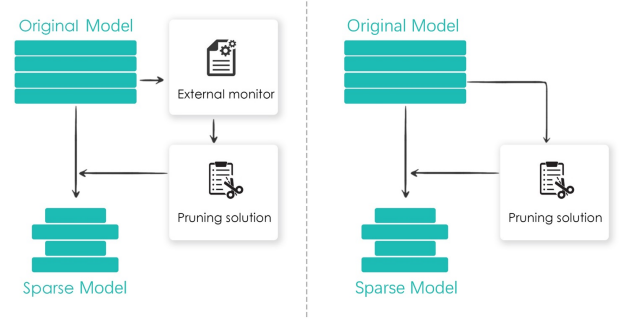 Original Model
External monitor
Pruning solution
Sparse Model
Original Model
Pruning solution
Sparse Model